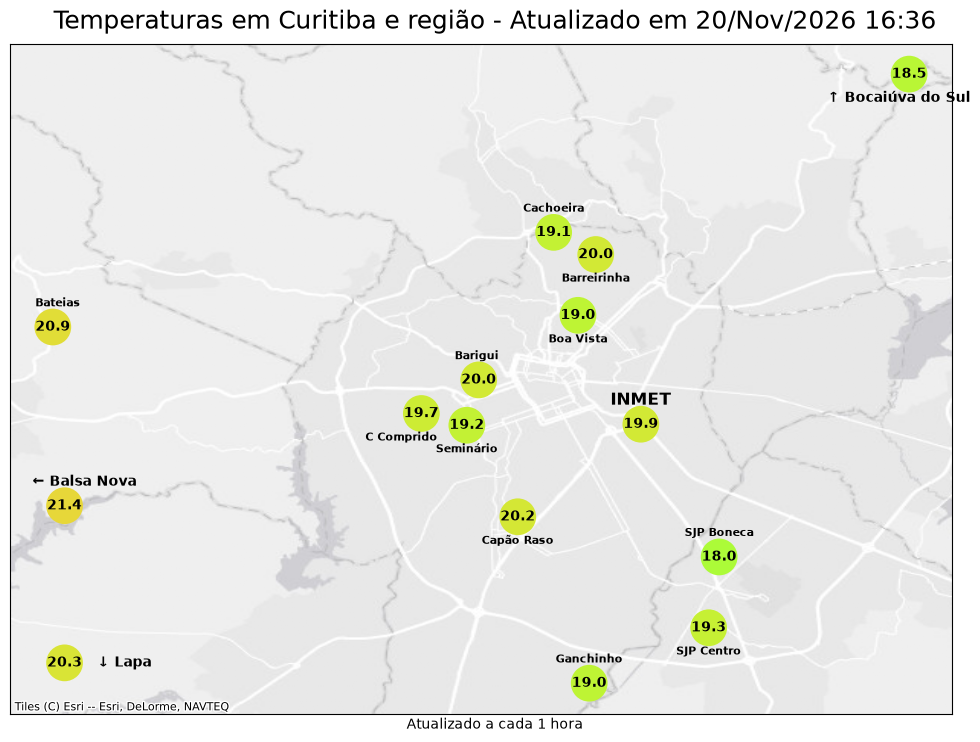 Temperaturas em Curitiba e região - Atualizado em 20/Nov/2026 16:36
18.5
↑ Bocaiúva do Sul
Cachoeira
19.1
20.0
Barreirinha
Bateias
20.9
19.0
Boa Vista
Barigui
20.0
INMET
19.7
C Comprido
19.2
Seminário
19.9
← Balsa Nova
21.4
20.2
Capão Raso
SJP Boneca
18.0
19.3
SJP Centro
20.3
↓ Lapa
Ganchinho
19.0
Tiles (C) Esri -- Esri, DeLorme, NAVTEQ
Atualizado a cada 1 hora